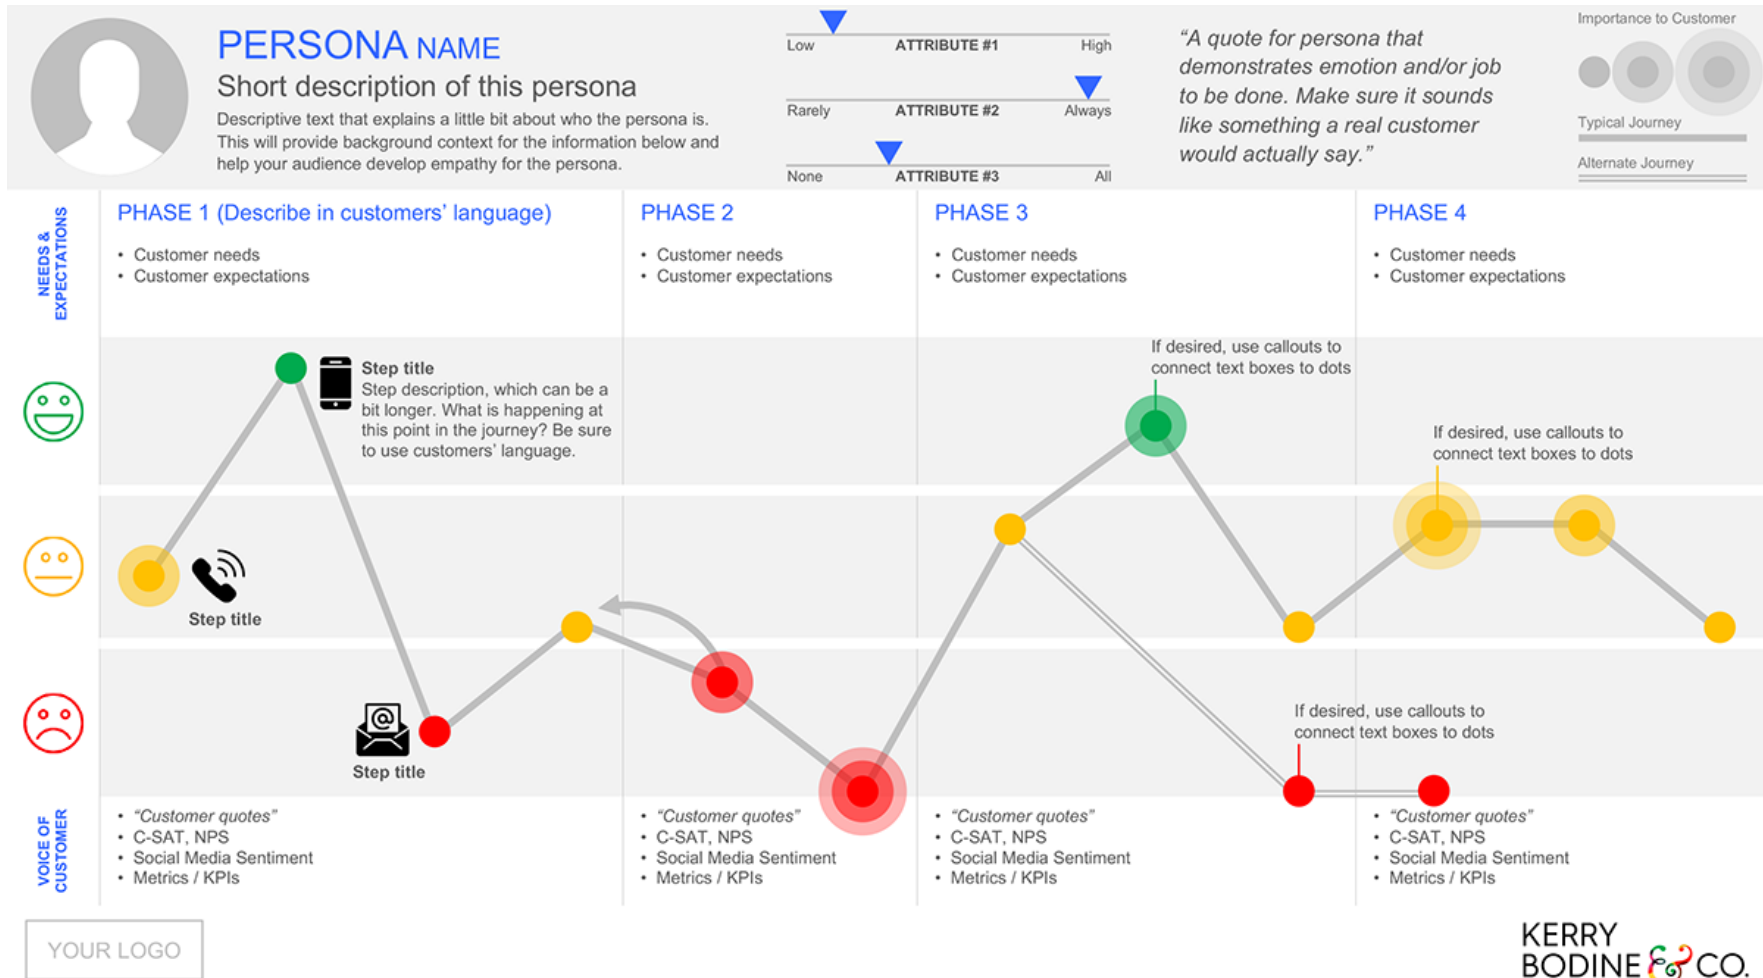 PERSONA NAME
Short description of this persona
Descriptive text that explains a little bit about who the persona is.
This will provide background context for the information below and
help your audience develop empathy for the persona.
Low ATTRIBUTE #1 High
Rarely ATTRIBUTE #2 Always
None ATTRIBUTE #3 All
“A quote for persona that
demonstrates emotion and/or job
to be done. Make sure it sounds
like something a real customer
would actually say.”
Importance to Customer
Typical Journey
Alternate Journey
NEEDS &
EXPECTATIONS
PHASE 1 (Describe in customers’ language)
• Customer needs
• Customer expectations
PHASE 2
• Customer needs
• Customer expectations
PHASE 3
• Customer needs
• Customer expectations
PHASE 4
• Customer needs
• Customer expectations
Step title
Step description, which can be a
bit longer. What is happening at
this point in the journey? Be sure
to use customers’ language.
If desired, use callouts to
connect text boxes to dots
If desired, use callouts to
connect text boxes to dots
Step title
@
Step title
If desired, use callouts to
connect text boxes to dots
VOICE OF
CUSTOMER
• “Customer quotes”
• C-SAT, NPS
• Social Media Sentiment
• Metrics / KPIs
• “Customer quotes”
• C-SAT, NPS
• Social Media Sentiment
• Metrics / KPIs
• “Customer quotes”
• C-SAT, NPS
• Social Media Sentiment
• Metrics / KPIs
• “Customer quotes”
• C-SAT, NPS
• Social Media Sentiment
• Metrics / KPIs
YOUR LOGO
KERRY
BODINE & CO.